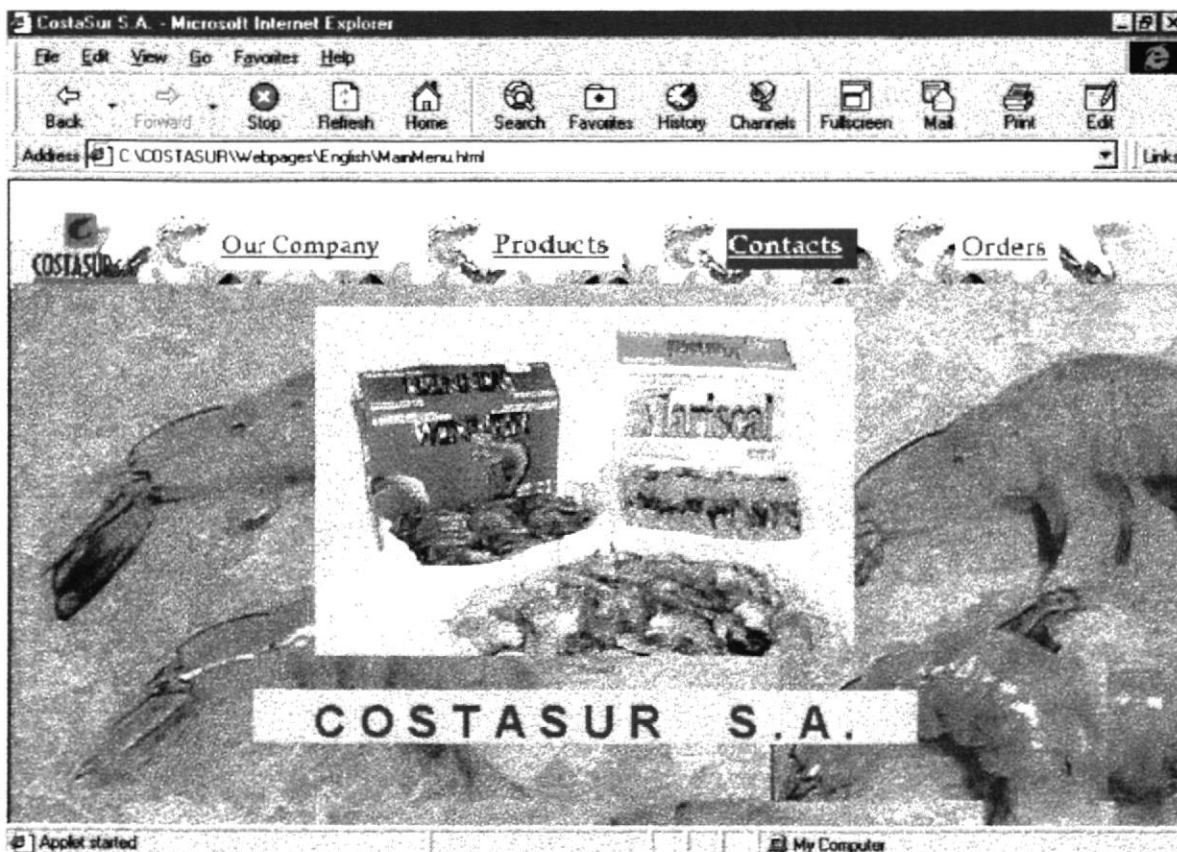 CostaSur S.A. - Microsoft Internet Explorer
File Edit View Go Favorites Help
Back Forward Stop Refresh Home Search Favorites History Channels Fullscreen Mail Print Edit
Address C:\COSTASUR\Webpages\English\MainMenu.html Links
COSTASUR
Our Company Products Contacts Orders
Mariscal
COSTASUR S.A.
Applet started My Computer